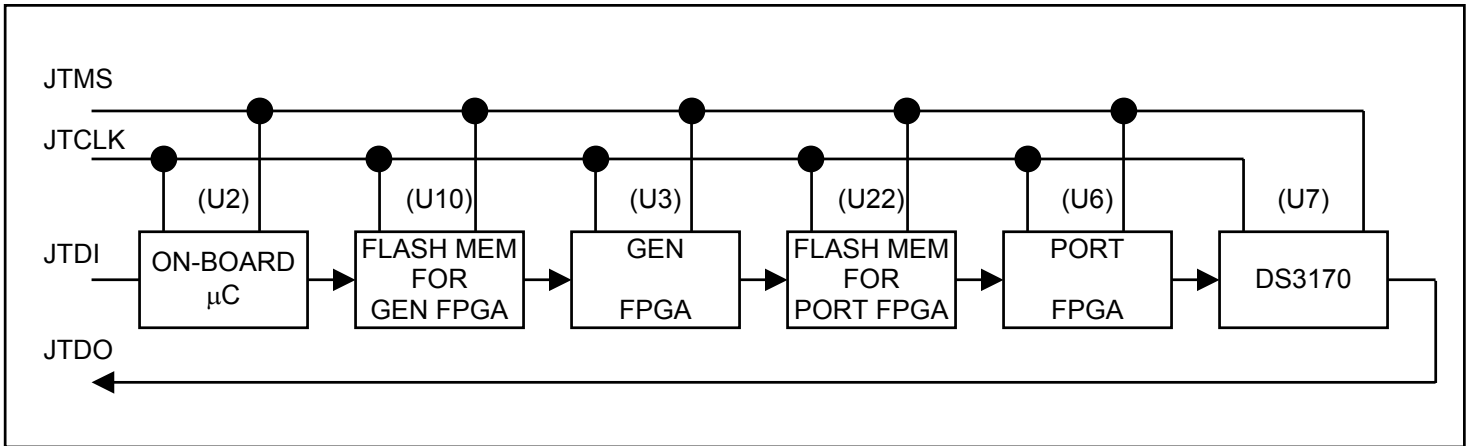 JTMS
JTCLK
(U2)
(U10)
(U3)
(U22)
(U6)
(U7)
JTDI
ON-BOARD
μC
FLASH MEM
FOR
GEN FPGA
GEN
FPGA
FLASH MEM
FOR
PORT FPGA
PORT
FPGA
DS3170
JTDO